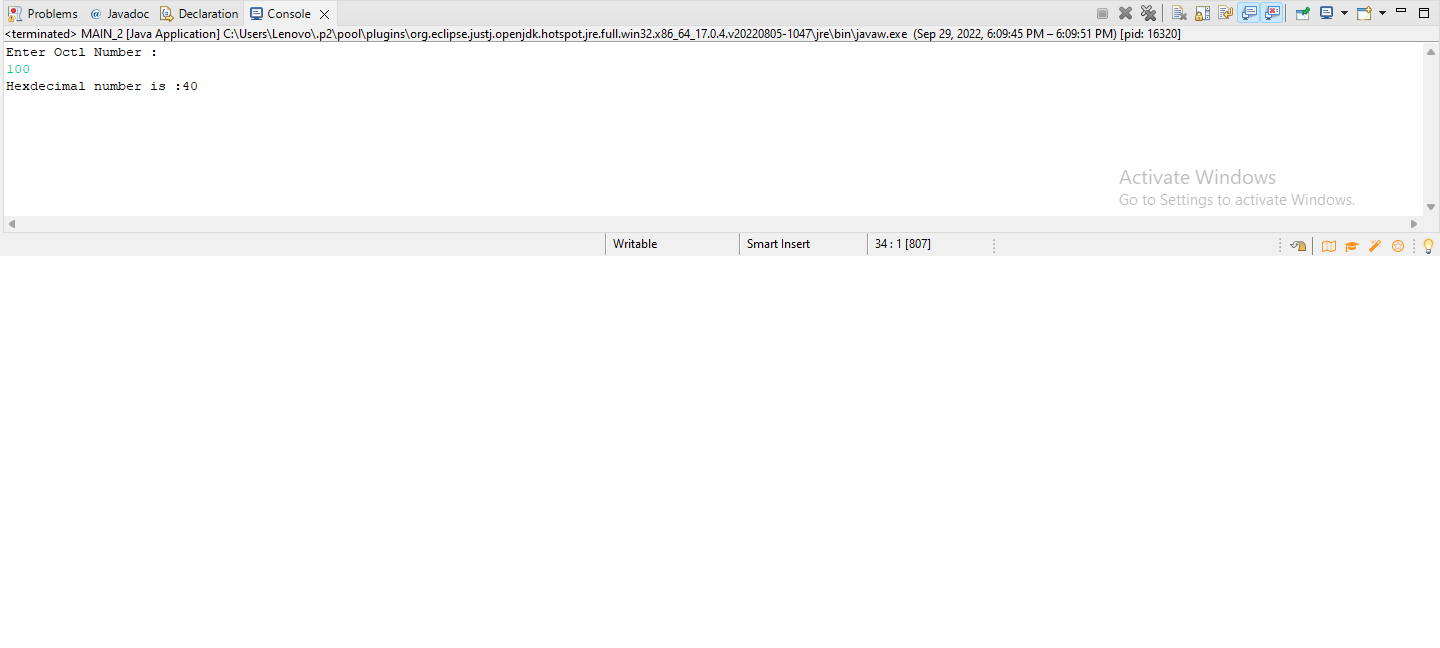 Problems @ Javadoc Declaration Console
<terminated> MAIN_2 [Java Application] C:\Users\Lenovo\.p2\pool\plugins\org.eclipse.justj.openjdk.hotspot.jre.full.win32.x86_64_17.0.4.v20220805-1047\jre\bin\javaw.exe (Sep 29, 2022, 6:09:45 PM – 6:09:51 PM) [pid: 16320]
Enter Octl Number :
100
Hexdecimal number is :40
Activate Windows
Go to Settings to activate Windows.
Writable Smart Insert 34 : 1 [807]